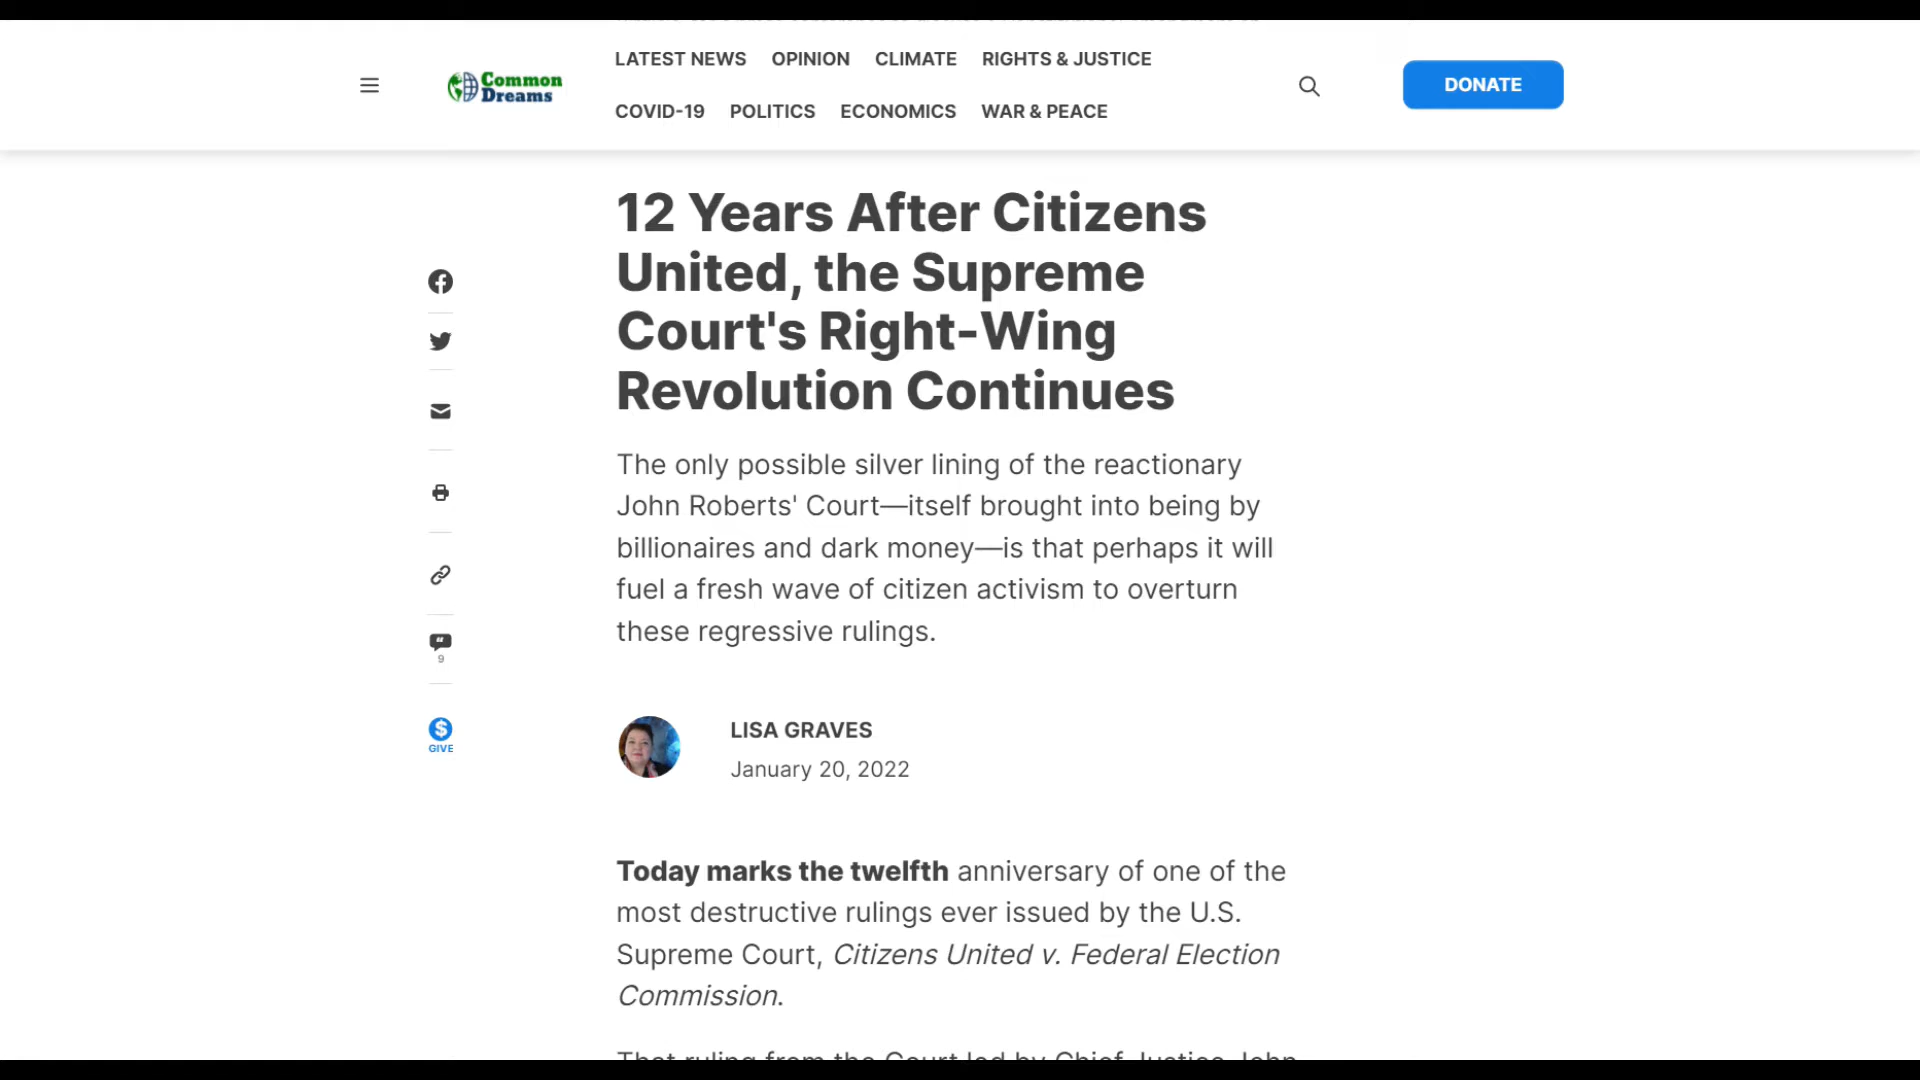 LATEST NEWS OPINION CLIMATE RIGHTS & JUSTICE
Common
Dreams
DONATE
COVID-19 POLITICS ECONOMICS WAR & PEACE
12 Years After Citizens
United, the Supreme
Court's Right-Wing
Revolution Continues
The only possible silver lining of the reactionary
John Roberts' Court—itself brought into being by
billionaires and dark money—is that perhaps it will
fuel a fresh wave of citizen activism to overturn
these regressive rulings.
9
GIVE
LISA GRAVES
January 20, 2022
Today marks the twelfth anniversary of one of the
most destructive rulings ever issued by the U.S.
Supreme Court, Citizens United v. Federal Election
Commission.
That ruling from the Court led by Chief Justice John